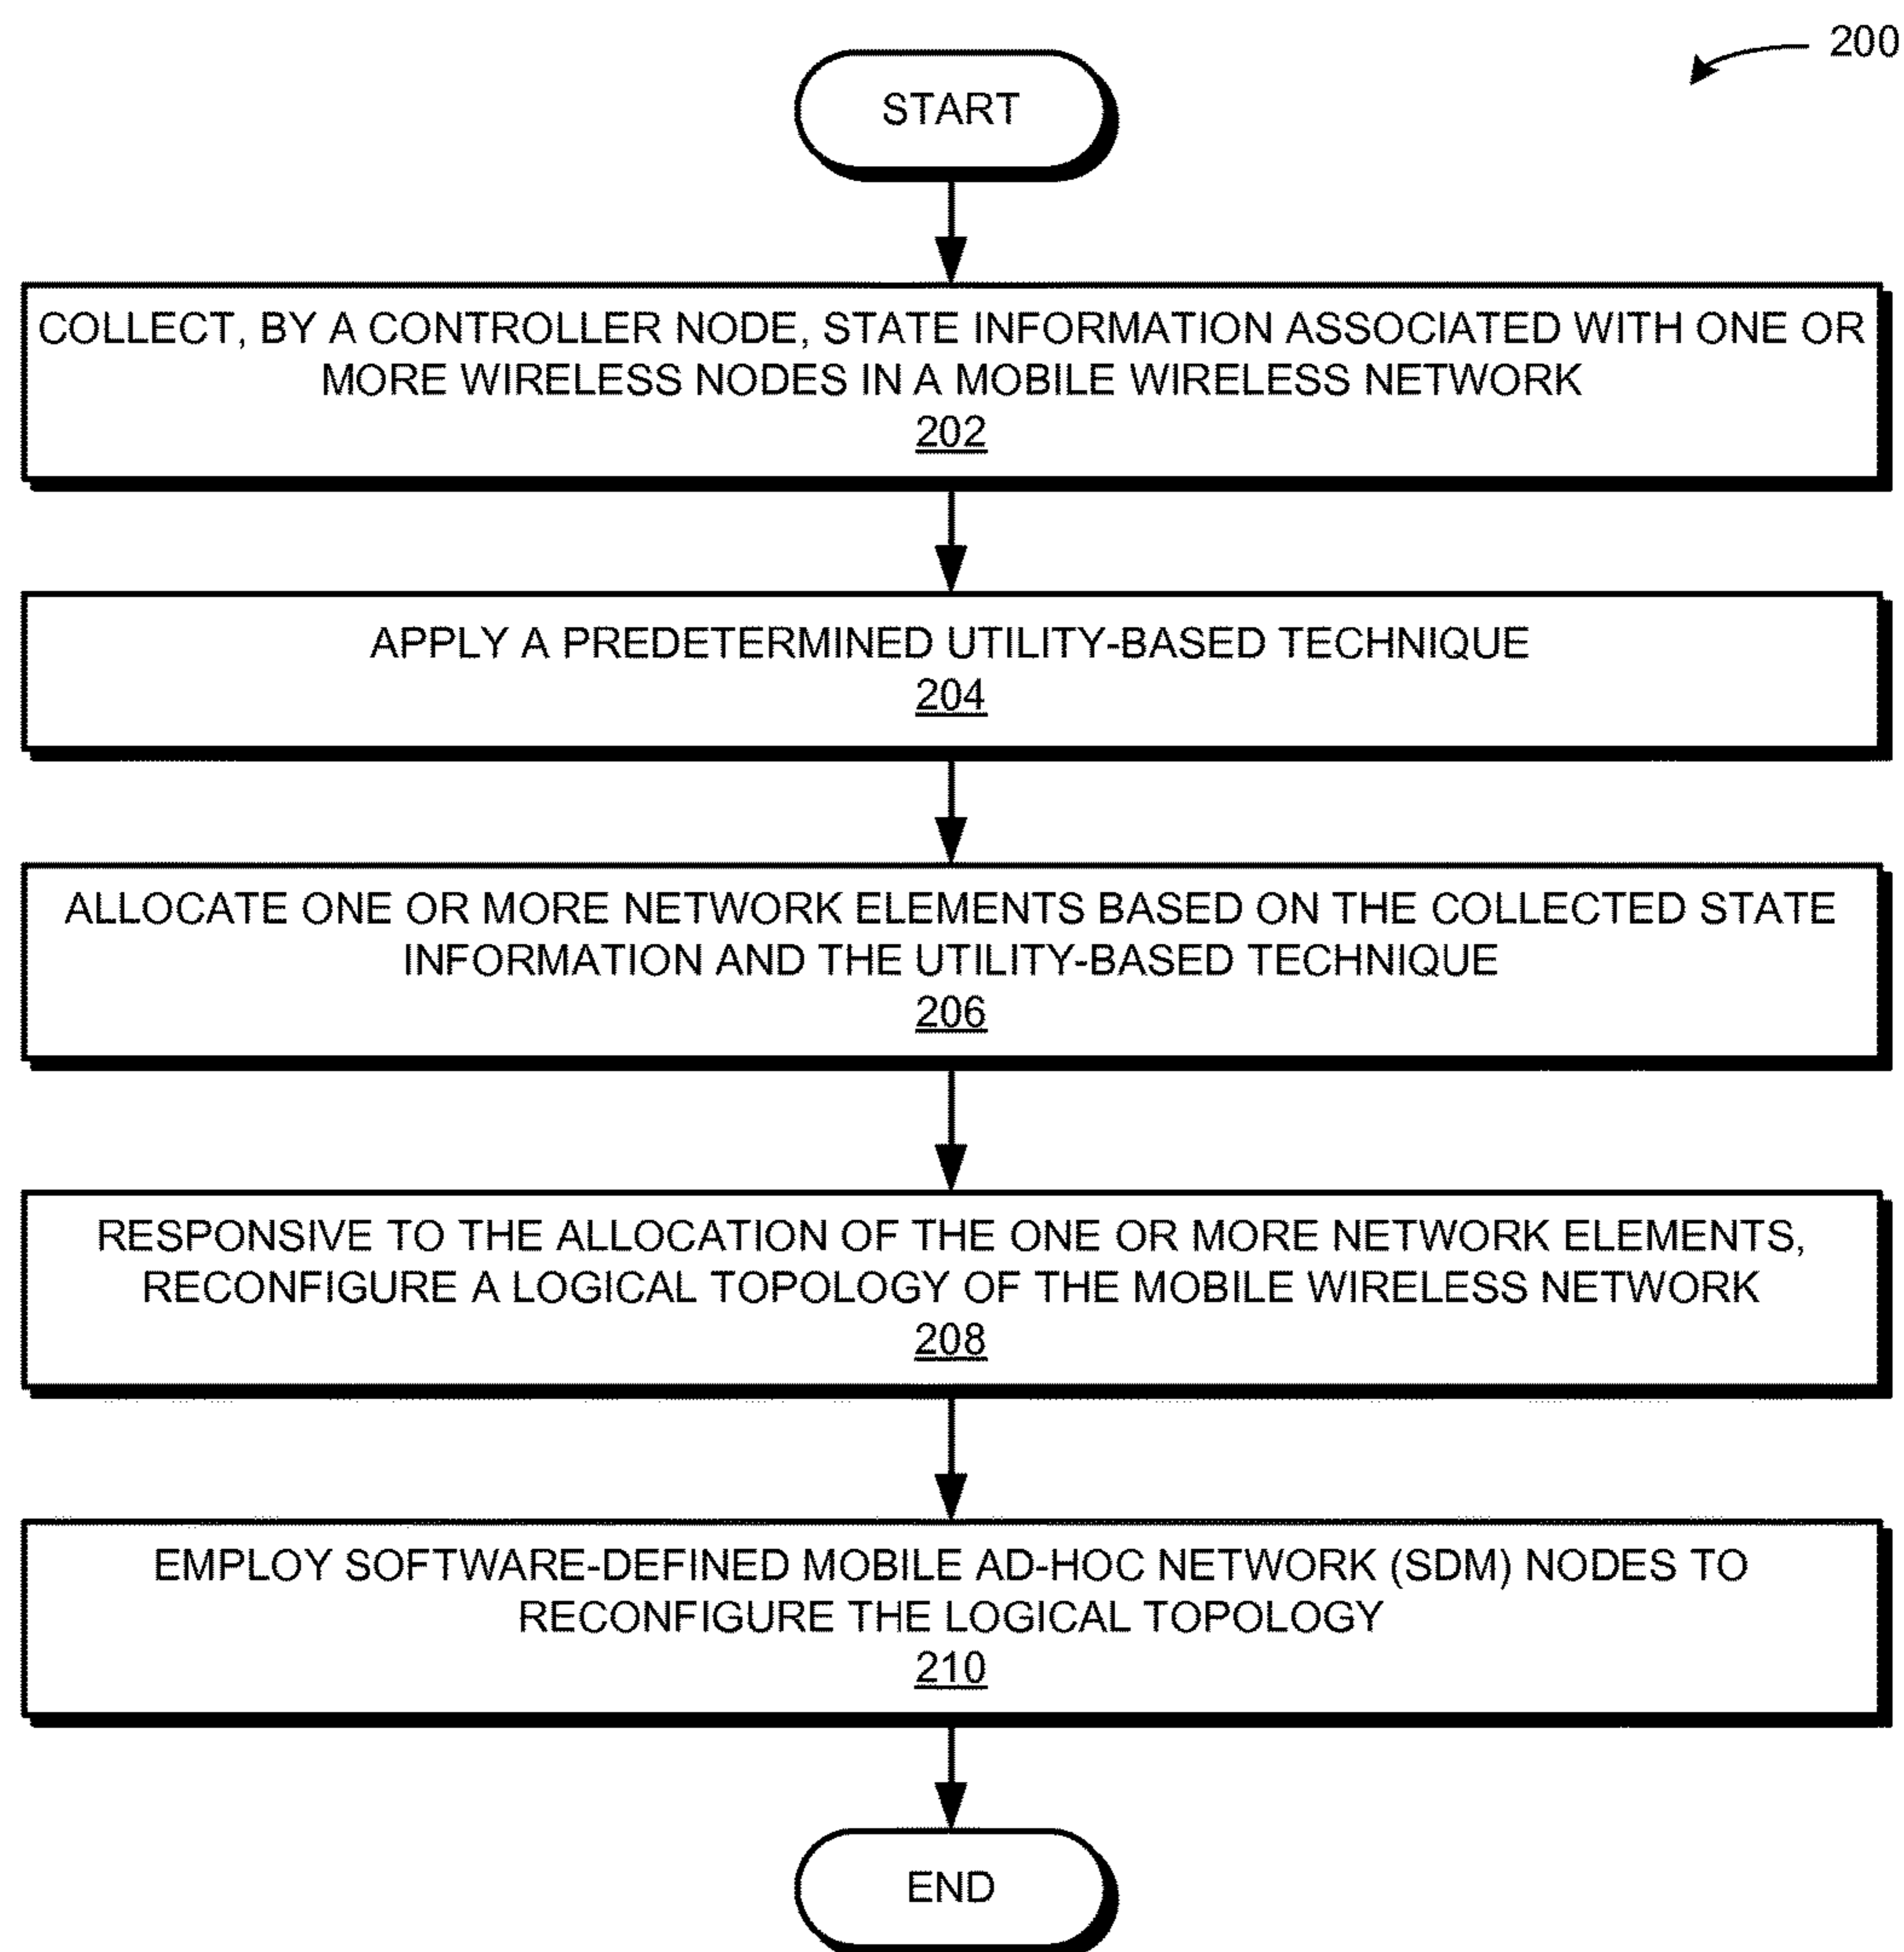 200
START
COLLECT, BY A CONTROLLER NODE, STATE INFORMATION ASSOCIATED WITH ONE OR
MORE WIRELESS NODES IN A MOBILE WIRELESS NETWORK
202
APPLY A PREDETERMINED UTILITY-BASED TECHNIQUE
204
ALLOCATE ONE OR MORE NETWORK ELEMENTS BASED ON THE COLLECTED STATE
INFORMATION AND THE UTILITY-BASED TECHNIQUE
206
RESPONSIVE TO THE ALLOCATION OF THE ONE OR MORE NETWORK ELEMENTS,
RECONFIGURE A LOGICAL TOPOLOGY OF THE MOBILE WIRELESS NETWORK
208
EMPLOY SOFTWARE-DEFINED MOBILE AD-HOC NETWORK (SDM) NODES TO
RECONFIGURE THE LOGICAL TOPOLOGY
210
END